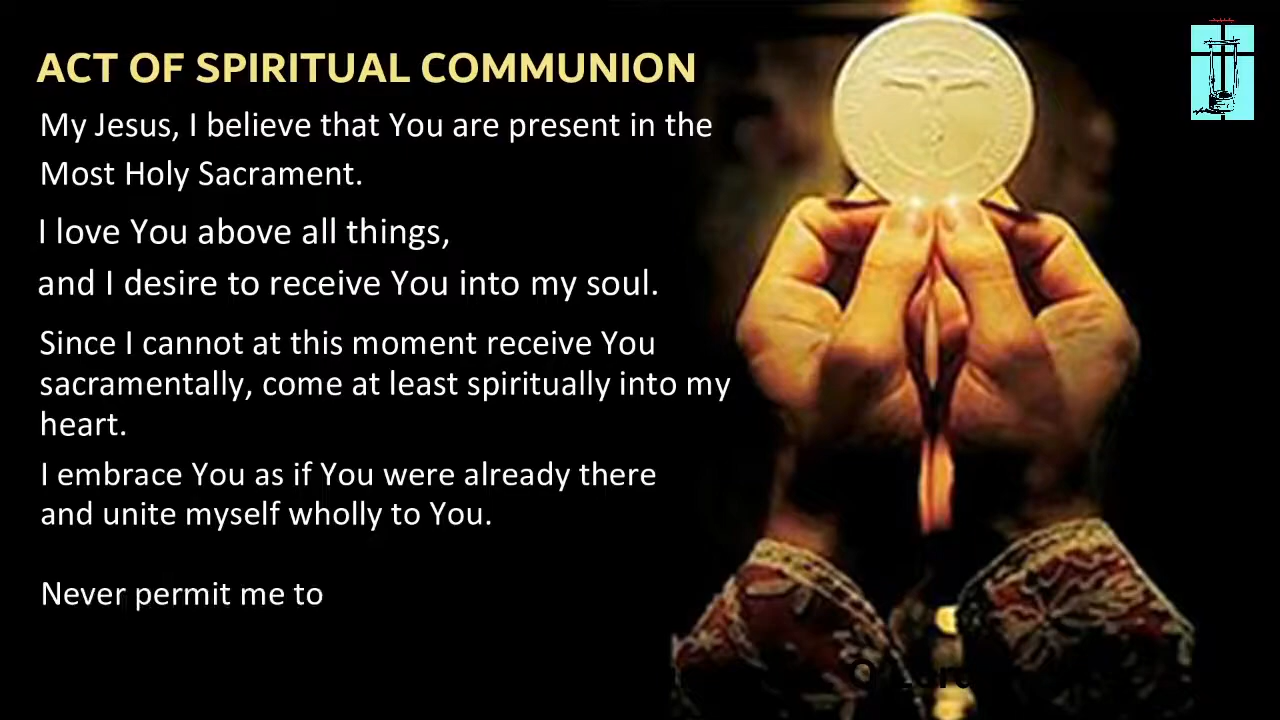 ACT OF SPIRITUAL COMMUNION
My Jesus, I believe that You are present in the
Most Holy Sacrament.
I love You above all things,
and I desire to receive You into my soul.
Since I cannot at this moment receive You
sacramentally, come at least spiritually into my
heart.
I embrace You as if You were already there
and unite myself wholly to You.
Never permit me to